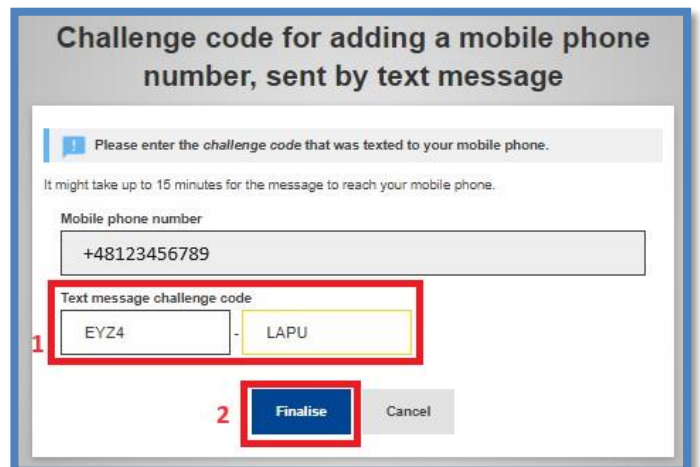 Challenge code for adding a mobile phone
number, sent by text message
! Please enter the challenge code that was texted to your mobile phone.
It might take up to 15 minutes for the message to reach your mobile phone.
Mobile phone number
+48123456789
Text message challenge code
1 EYZ4 - LAPU
2 Finalise Cancel